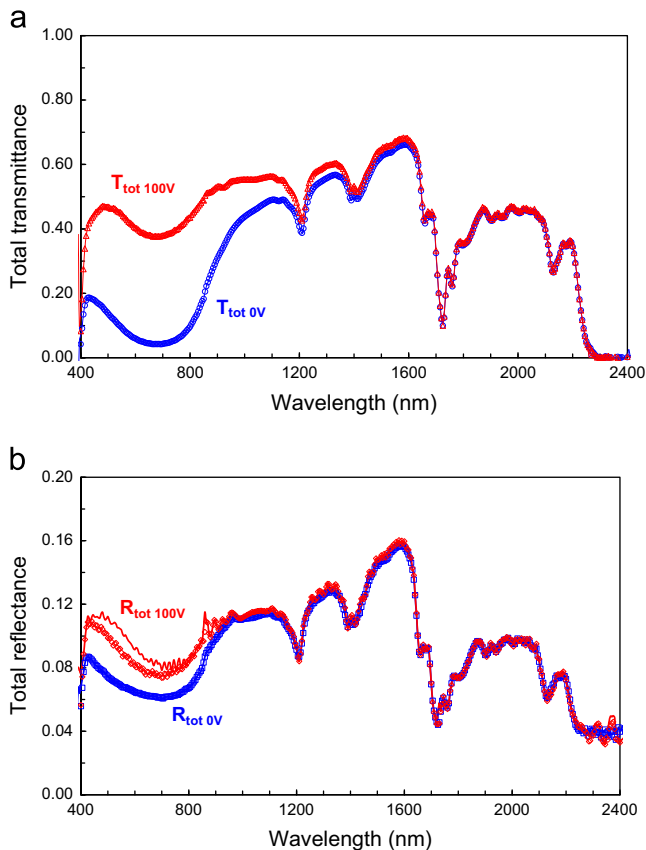 a
1.00
0.80
0.60
0.40
0.20
0.00
Total transmittance
T tot 100V
T tot 0V
400 800 1200 1600 2000 2400
Wavelength (nm)
b
0.20
0.16
0.12
0.08
0.04
0.00
Total reflectance
R tot 100V
R tot 0V
400 800 1200 1600 2000 2400
Wavelength (nm)